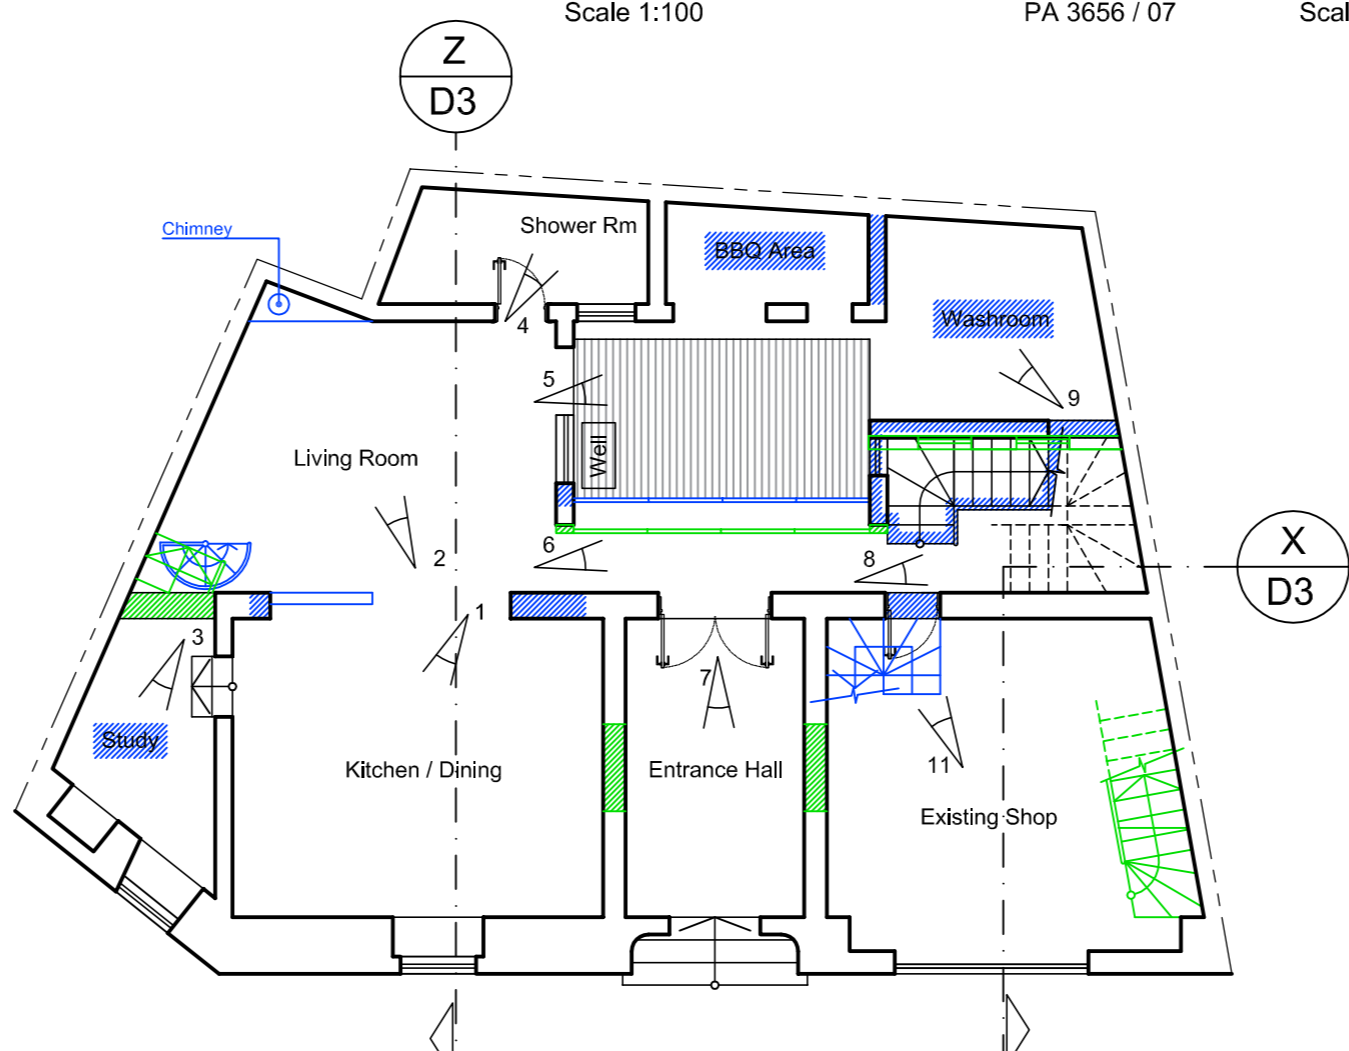 Scale 1:100
PA 3656 / 07
Scal
Z
D3
Chimney
Shower Rm
BBQ Area
Washroom
4
5
9
Well
Living Room
2
6
8
X
D3
1
3
7
Study
Kitchen / Dining
Entrance Hall
11
Existing Shop